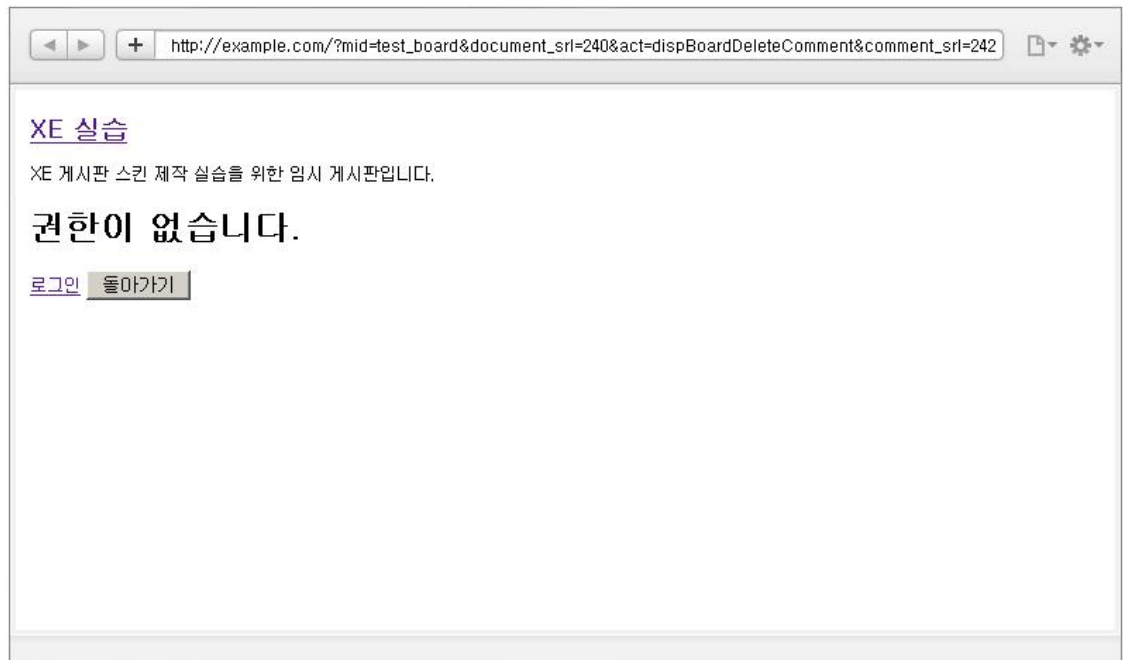 http://example.com/?mid=test_board&document_srl=240&act=dispBoardDeleteComment&comment_srl=242
XE 실습
XE 게시판 스킨 제작 실습을 위한 임시 게시판입니다.
권한이 없습니다.
로그인 돌아가기